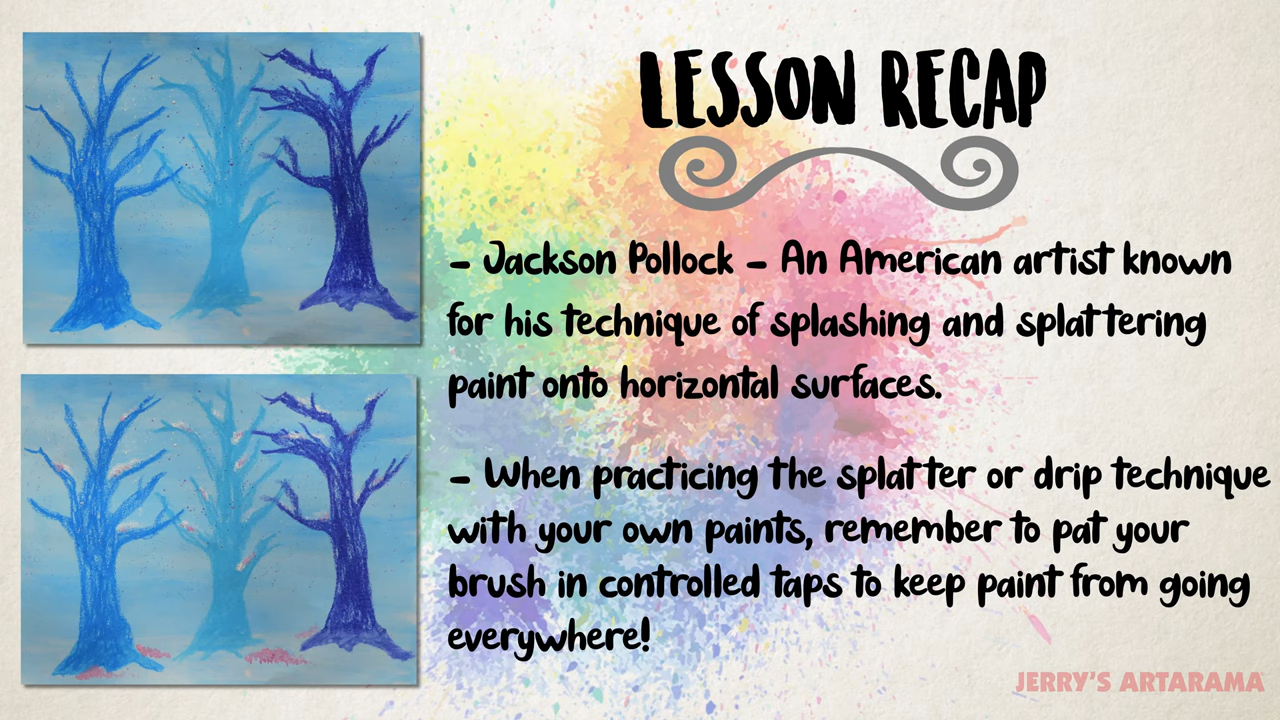 LESSON RECAP
- Jackson Pollock - An American artist known
for his technique of splashing and splattering
paint onto horizontal surfaces.
- When practicing the splatter or drip technique
with your own paints, remember to pat your
brush in controlled taps to keep paint from going
everywhere!
JERRY'S ARTARAMA